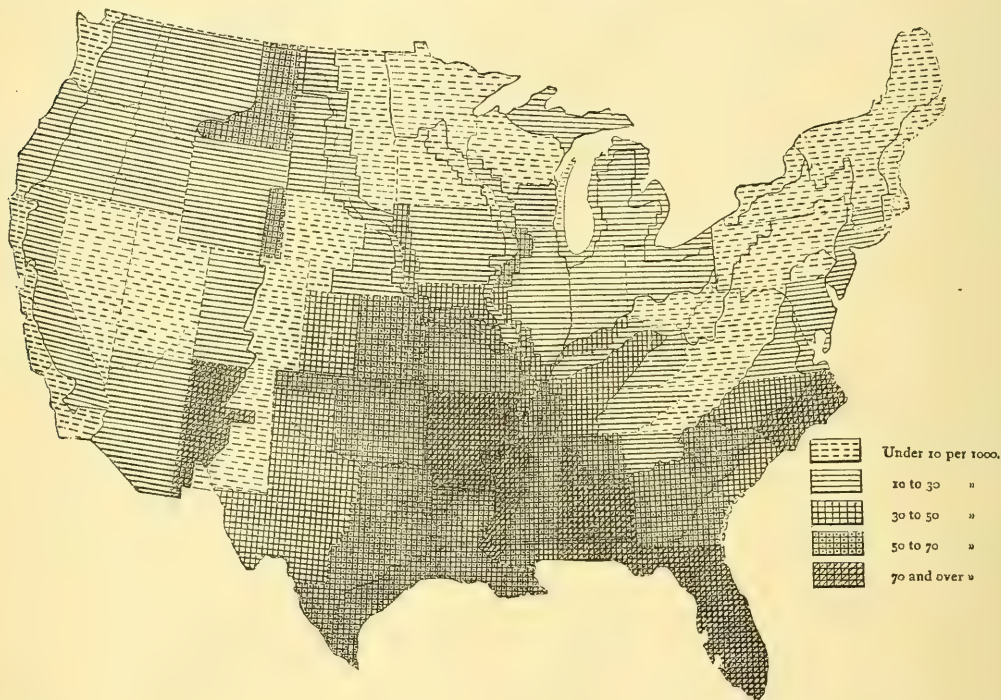 Under 10 per 1000.
10 to 30 "
30 to 50 "
50 to 70 "
70 and over "